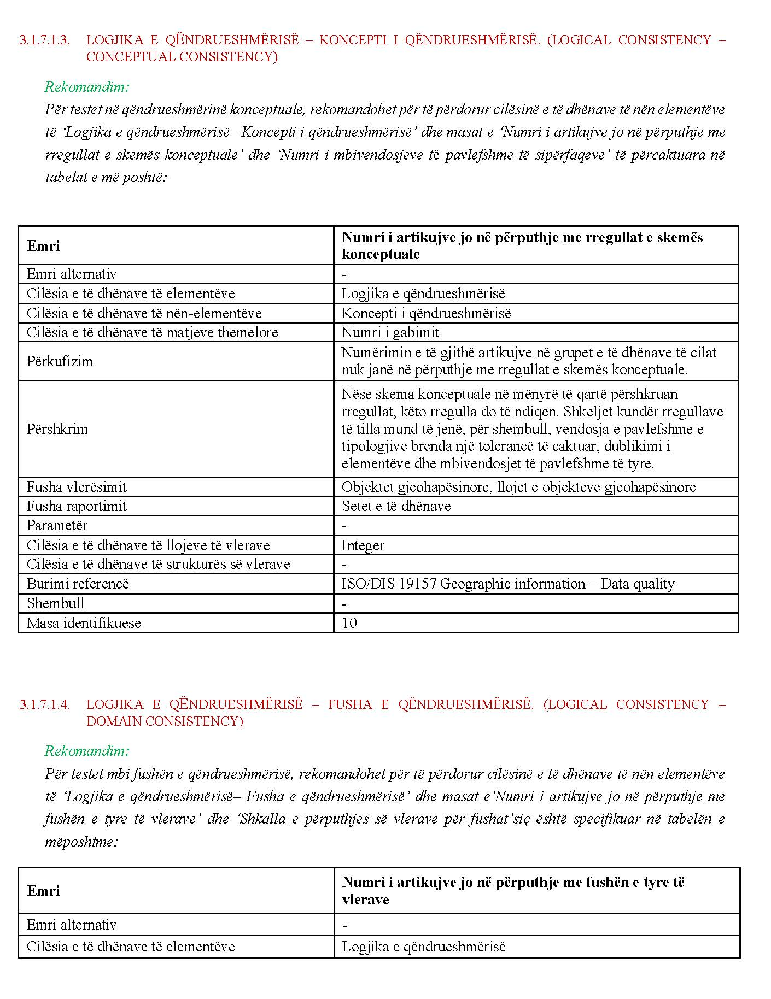 3.1.7.1.3. LOGJIKA E QËNDRUESHMËRISË – KONCEPTI I QËNDRUESHMËRISË. (LOGICAL CONSISTENCY –
CONCEPTUAL CONSISTENCY)
Rekomandim:
Për testet në qëndrueshmërinë konceptuale, rekomandohet për të përdorur cilësinë e të dhënave të nën elementëve
të ‘Logjika e qëndrueshmërisë– Koncepti i qëndrueshmërisë’ dhe masat e ‘Numri i artikujve jo në përputhje me
rregullat e skemës konceptuale’ dhe ‘Numri i mbivendosjeve të pavlefshme të sipërfaqeve’ të përcaktuara në
tabelat e më poshtë:
Emri
Numri i artikujve jo në përputhje me rregullat e skemës
konceptuale
Emri alternativ -
Cilësia e të dhënave të elementëve Logjika e qëndrueshmërisë
Cilësia e të dhënave të nën-elementëve Koncepti i qëndrueshmërisë
Cilësia e të dhënave të matjeve themelore Numri i gabimit
Përkufizim
Numërimin e të gjithë artikujve në grupet e të dhënave të cilat
nuk janë në përputhje me rregullat e skemës konceptuale.
Përshkrim
Nëse skema konceptuale në mënyrë të qartë përshkruan
rregullat, këto rregulla do të ndiqen. Shkeljet kundër rregullave
të tilla mund të jenë, për shembull, vendosja e pavlefshme e
tipologjive brenda një tolerancë të caktuar, dublikimi i
elementëve dhe mbivendosjet të pavlefshme të tyre.
Fusha vlerësimit Objektet gjeohapësinore, llojet e objekteve gjeohapësinore
Fusha raportimit Setet e të dhënave
Parametër -
Cilësia e të dhënave të llojeve të vlerave Integer
Cilësia e të dhënave të strukturës së vlerave -
Burimi referencë ISO/DIS 19157 Geographic information – Data quality
Shembull -
Masa identifikuese 10
3.1.7.1.4. LOGJIKA E QËNDRUESHMËRISË – FUSHA E QËNDRUESHMËRISË. (LOGICAL CONSISTENCY –
DOMAIN CONSISTENCY)
Rekomandim:
Për testet mbi fushën e qëndrueshmërisë, rekomandohet për të përdorur cilësinë e të dhënave të nën elementëve
të ‘Logjika e qëndrueshmërisë– Fusha e qëndrueshmërisë’ dhe masat e‘Numri i artikujve jo në përputhje me
fushën e tyre të vlerave’ dhe ‘Shkalla e përputhjes së vlerave për fushat’siç është specifikuar në tabelën e
mëposhtme:
Emri
Numri i artikujve jo në përputhje me fushën e tyre të
vlerave
Emri alternativ -
Cilësia e të dhënave të elementëve Logjika e qëndrueshmërisë